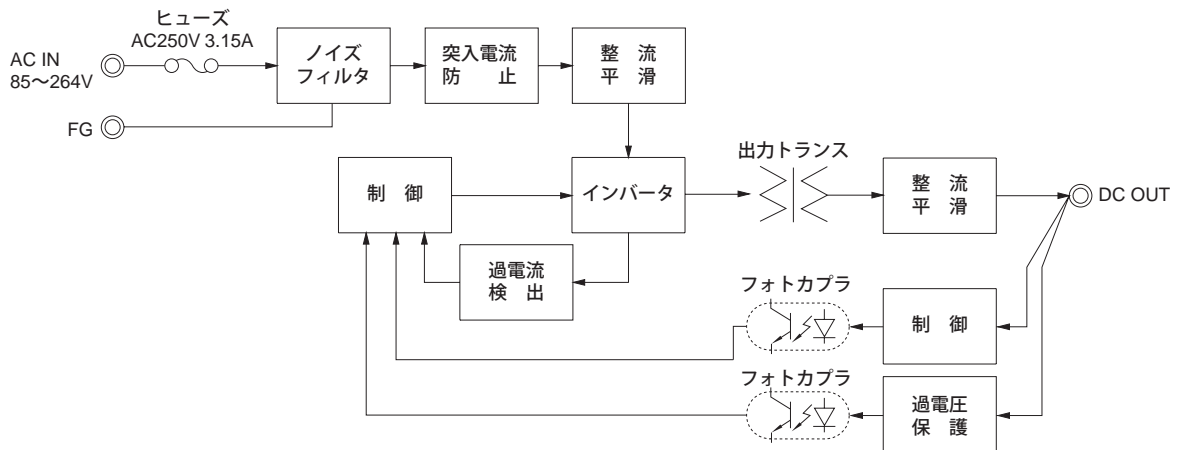 ヒューズ
AC250V 3.15A
AC IN
85〜264V
FG
ノイズ
フィルタ
突入電流
防 止
整 流
平 滑
制 御
インバータ
出力トランス
整 流
平 滑
DC OUT
過電流
検 出
フォトカプラ
制 御
フォトカプラ
過電圧
保 護